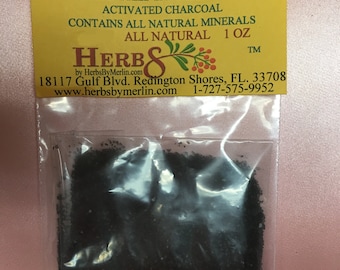 ACTIVATED CHARCOAL
CONTAINS ALL NATURAL MINERALS
ALL NATURAL 1 OZ
HERBS TM
by HerbsByMerlin.com
18117 Gulf Blvd. Redington Shores, FL. 33708
www.herbsbymerlin.com 1-727-575-9952